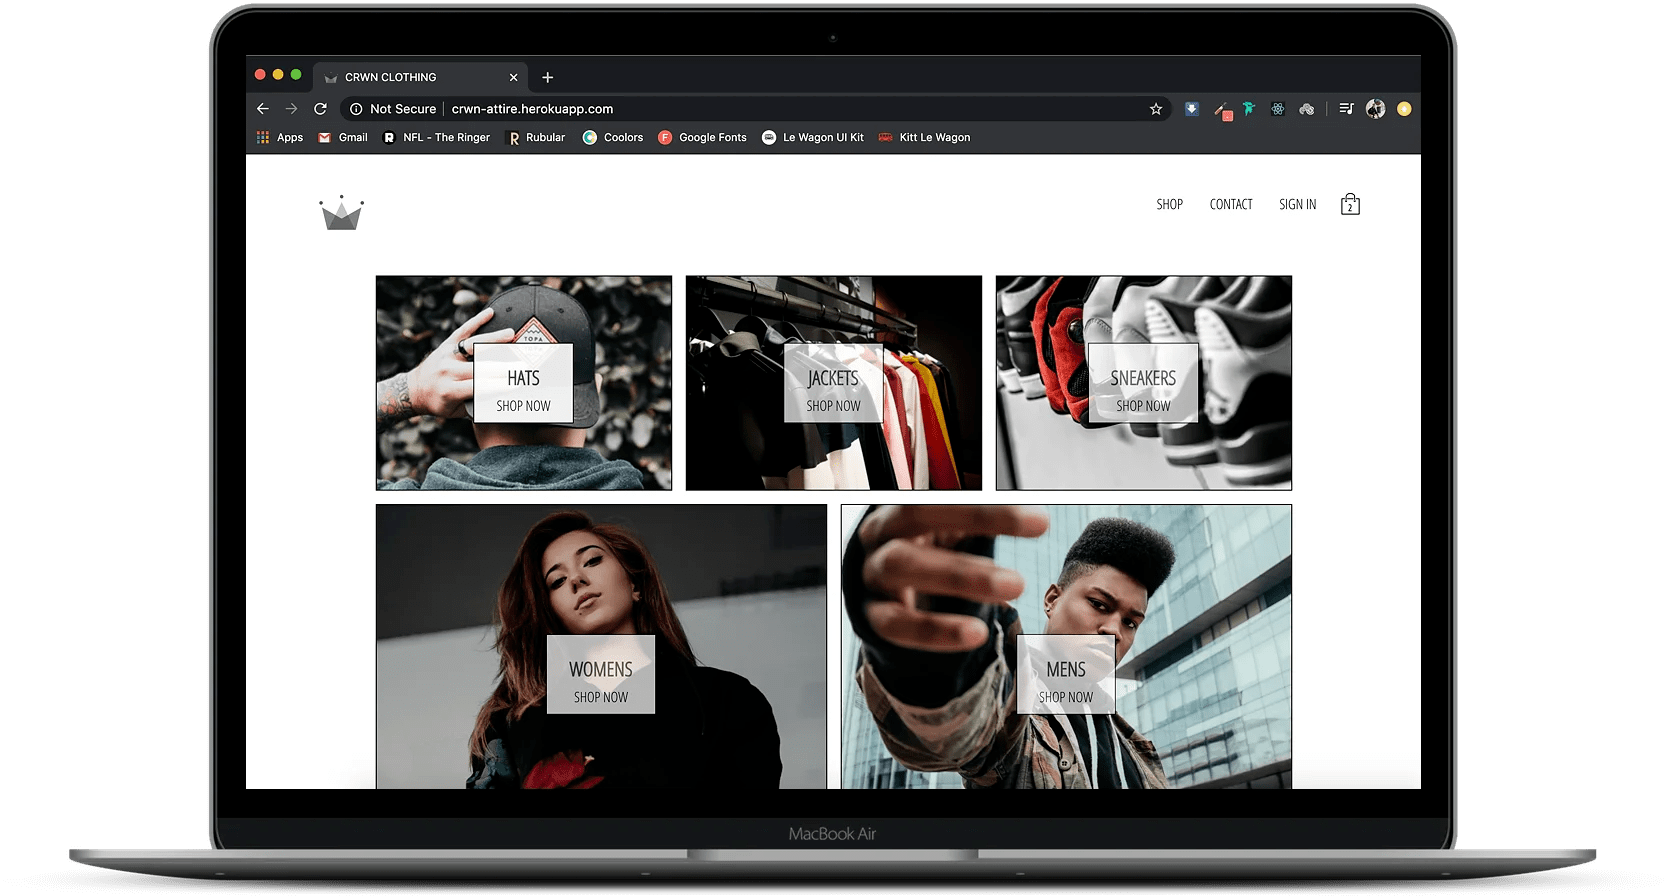 CRWN CLOTHING
Not Secure crwn-attire.herokuapp.com
Apps Gmail NFL - The Ringer Rubular Coolors Google Fonts Le Wagon UI Kit Kitt Le Wagon
SHOP CONTACT SIGN IN 2
TOPA
HATS
SHOP NOW
JACKETS
SHOP NOW
SNEAKERS
SHOP NOW
WOMENS
SHOP NOW
MENS
SHOP NOW
MacBook Air